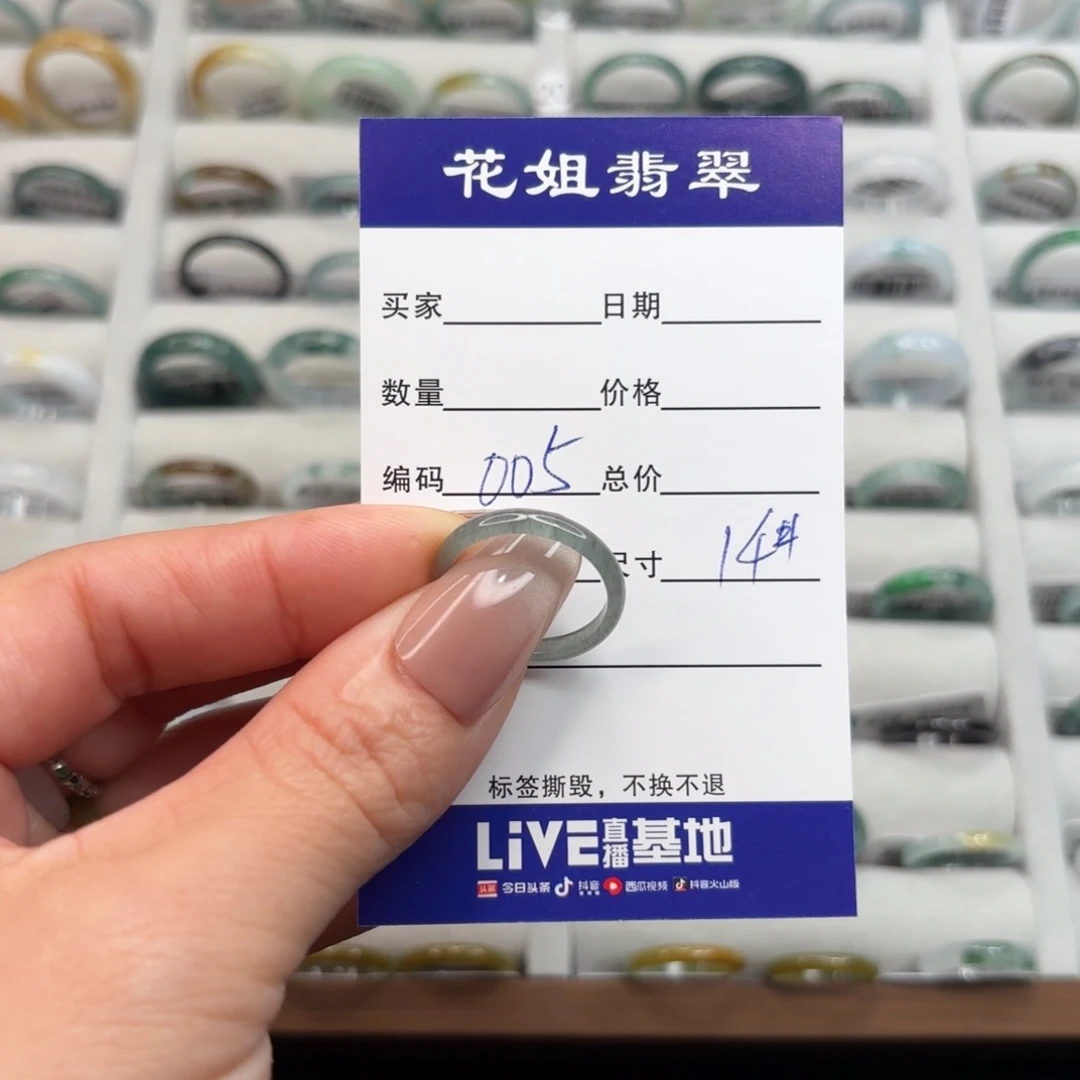 花姐翡翠
买家 日期
数量 价格
编码 005 总价
尺寸 14#
标签撕毁，不换不退
LiVE直播基地
头条 今日头条 抖音 西瓜视频 抖音火山版